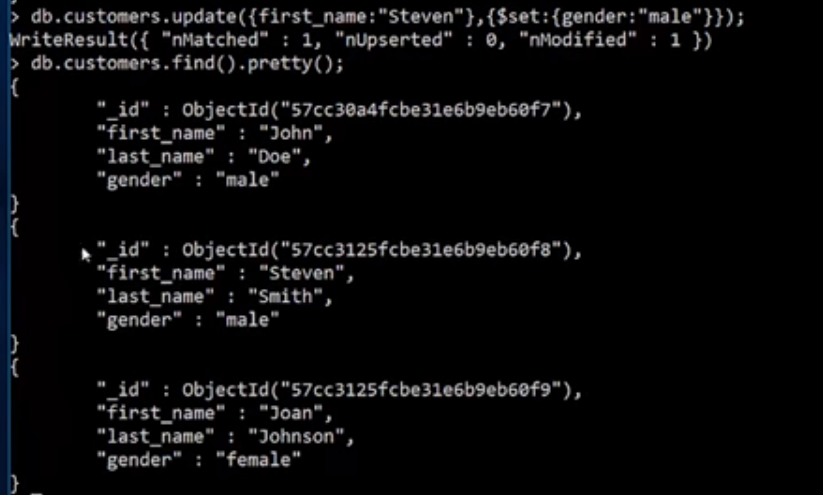 > db.customers.update({first_name:"Steven"},{$set:{gender:"male"}});
WriteResult({ "nMatched" : 1, "nUpserted" : 0, "nModified" : 1 })
> db.customers.find().pretty();
{
"_id" : ObjectId("57cc30a4fcbe31e6b9eb60f7"),
"first_name" : "John",
"last_name" : "Doe",
"gender" : "male"
}
{
"_id" : ObjectId("57cc3125fcbe31e6b9eb60f8"),
"first_name" : "Steven",
"last_name" : "Smith",
"gender" : "male"
}
{
"_id" : ObjectId("57cc3125fcbe31e6b9eb60f9"),
"first_name" : "Joan",
"last_name" : "Johnson",
"gender" : "female"
}